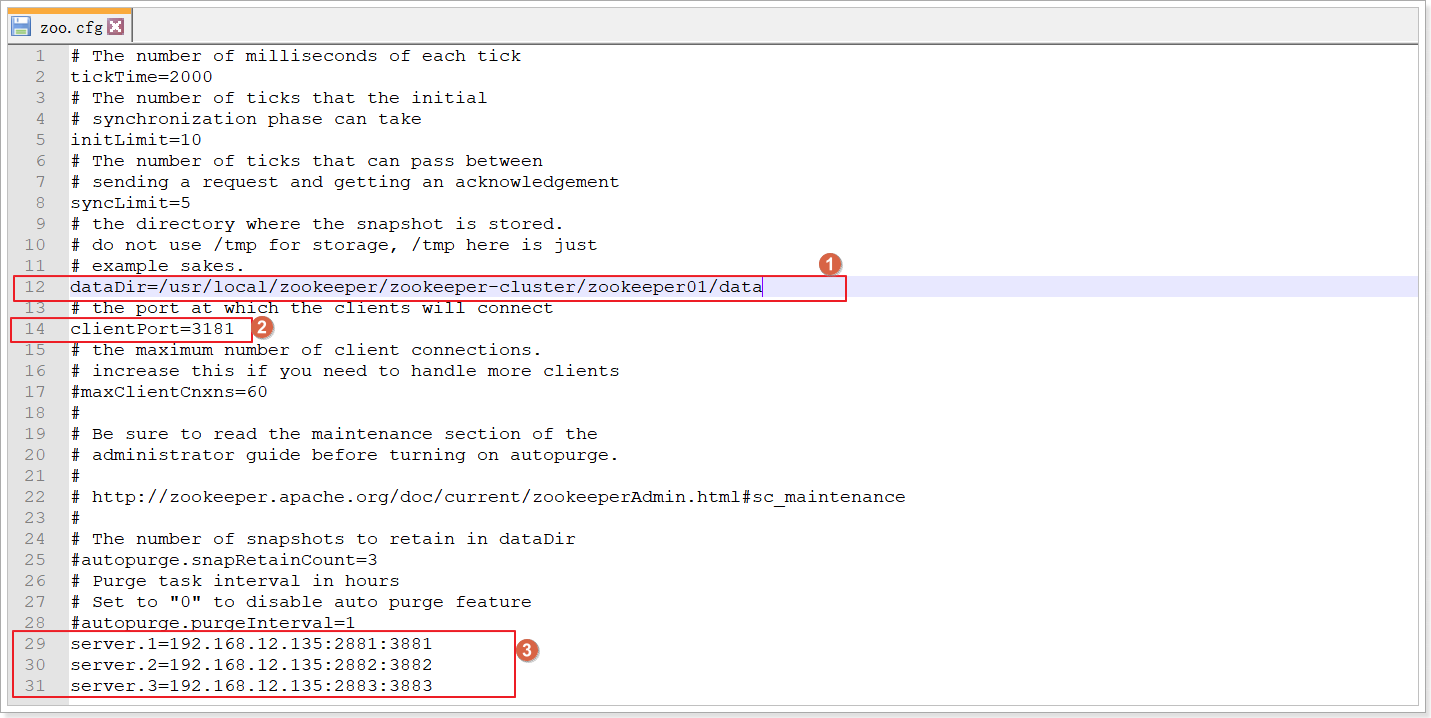 zoo.cfg
1 # The number of milliseconds of each tick
2 tickTime=2000
3 # The number of ticks that the initial
4 # synchronization phase can take
5 initLimit=10
6 # The number of ticks that can pass between
7 # sending a request and getting an acknowledgement
8 syncLimit=5
9 # the directory where the snapshot is stored.
10 # do not use /tmp for storage, /tmp here is just
11 # example sakes.
1
12 dataDir=/usr/local/zookeeper/zookeeper-cluster/zookeeper01/data
13 # the port at which the clients will connect
14 clientPort=3181 2
15 # the maximum number of client connections.
16 # increase this if you need to handle more clients
17 #maxClientCnxns=60
18 #
19 # Be sure to read the maintenance section of the
20 # administrator guide before turning on autopurge.
21 #
22 # http://zookeeper.apache.org/doc/current/zookeeperAdmin.html#sc_maintenance
23 #
24 # The number of snapshots to retain in dataDir
25 #autopurge.snapRetainCount=3
26 # Purge task interval in hours
27 # Set to "0" to disable auto purge feature
28 #autopurge.purgeInterval=1
29 server.1=192.168.12.135:2881:3881 3
30 server.2=192.168.12.135:2882:3882
31 server.3=192.168.12.135:2883:3883